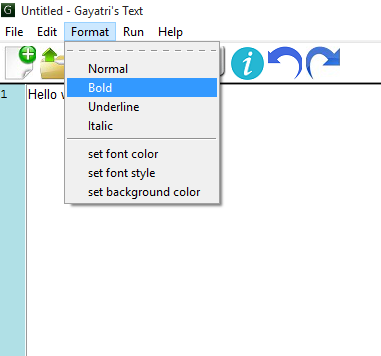 Untitled - Gayatri's Text
File Edit Format Run Help
Normal
1 Hello
Bold
Underline
Italic
set font color
set font style
set background color